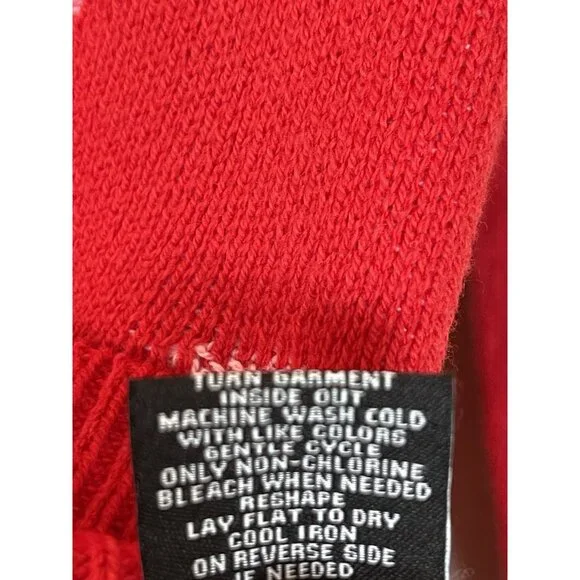 TURN GARMENT
INSIDE OUT
MACHINE WASH COLD
WITH LIKE COLORS
GENTLE CYCLE
ONLY NON-CHLORINE
BLEACH WHEN NEEDED
RESHAPE
LAY FLAT TO DRY
COOL IRON
ON REVERSE SIDE
IF NEEDED